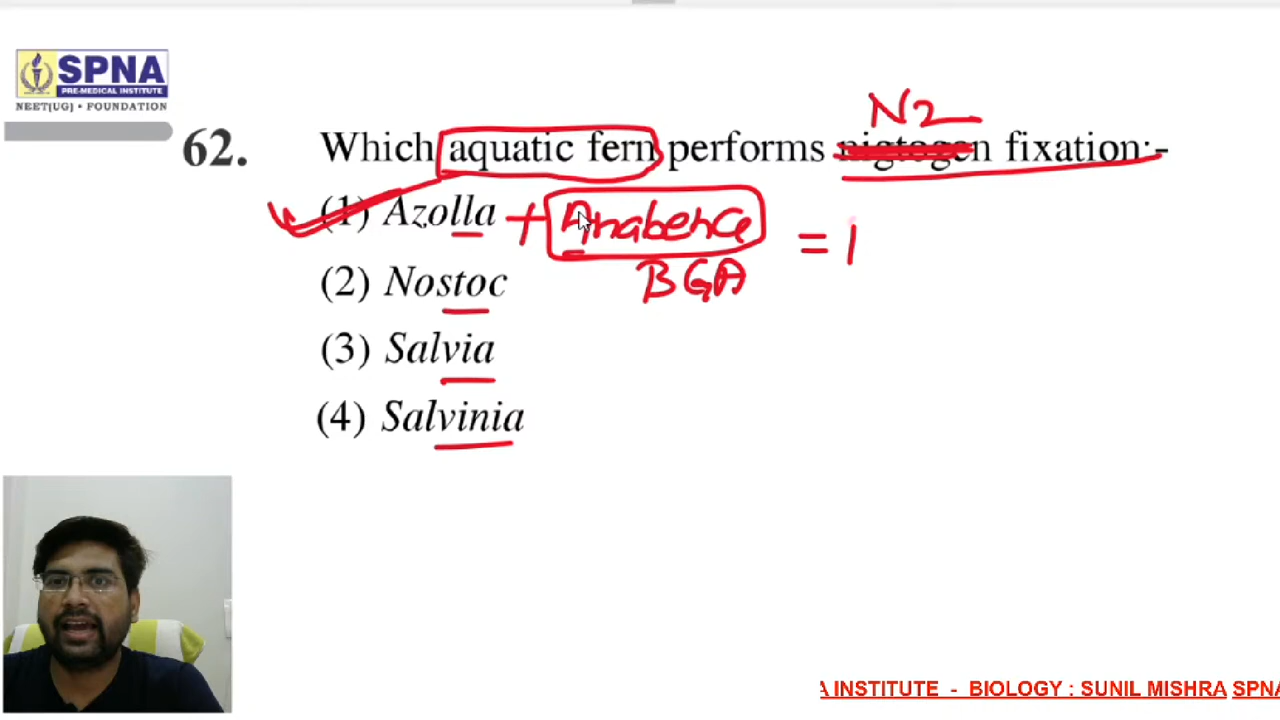 SPNA
PRE-MEDICAL INSTITUTE
NEET(UG) • FOUNDATION
N2
62. Which aquatic fern performs nigtogen fixation:-
(1) Azolla + Anabence = 1
BGA
(2) Nostoc
(3) Salvia
(4) Salvinia
A INSTITUTE - BIOLOGY : SUNIL MISHRA SPNA